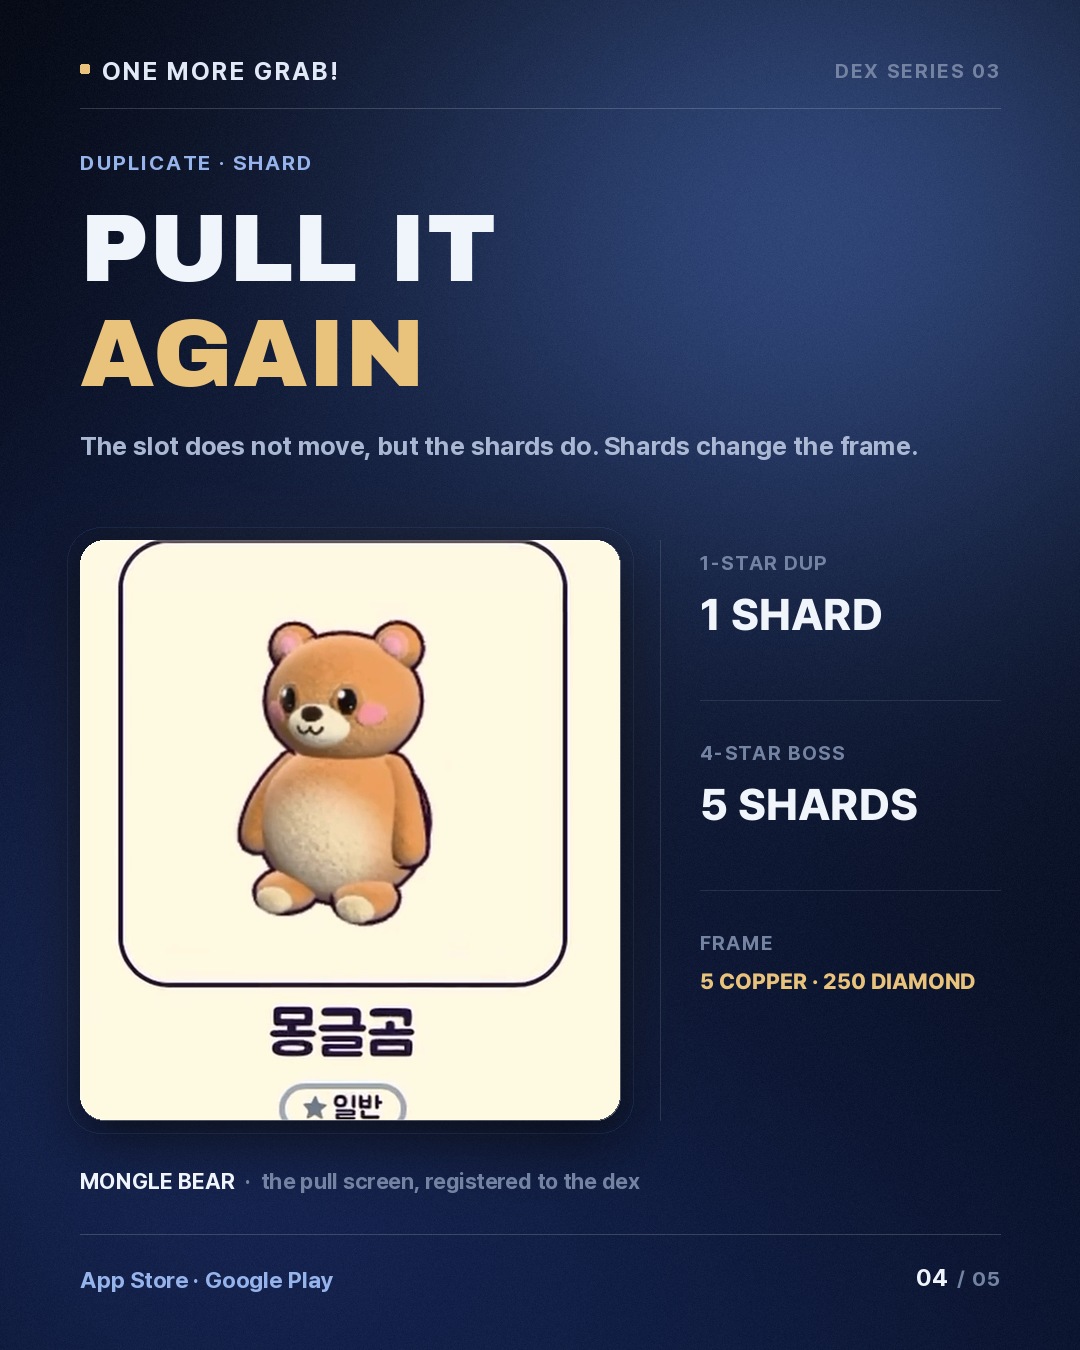 ONE MORE GRAB!
DEX SERIES 03
DUPLICATE · SHARD
PULL IT
AGAIN
The slot does not move, but the shards do. Shards change the frame.
몽글곰
★ 일반
1-STAR DUP
1 SHARD
4-STAR BOSS
5 SHARDS
FRAME
5 COPPER · 250 DIAMOND
MONGLE BEAR · the pull screen, registered to the dex
App Store · Google Play
04 / 05